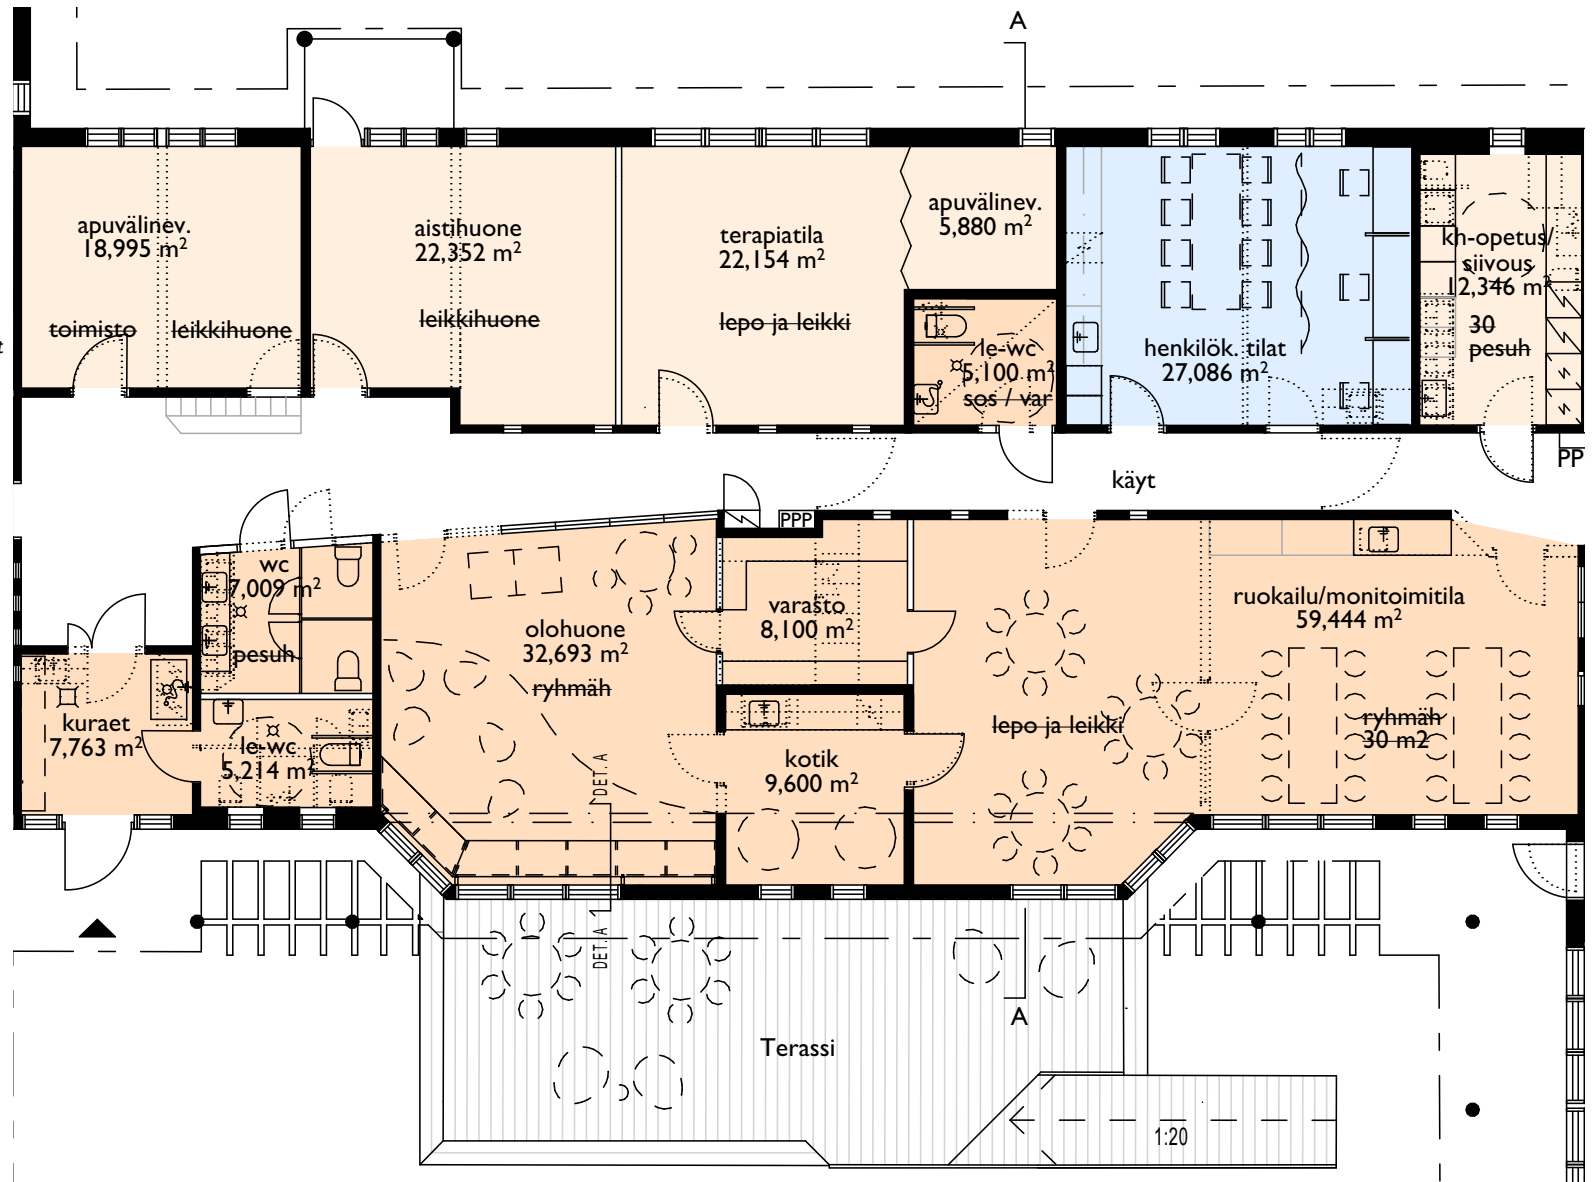 A
apuvälinev.
18,995 m²
toimisto
leikkihuone
aistihuone
22,352 m²
leikkihuone
terapiatila
22,154 m²
lepo ja leikki
apuvälinev.
5,880 m²
le-wc
5,100 m²
sos / var
henkilök. tilat
27,086 m²
kh-opetus/
siivous
12,346 m²
30
pesuh
PP
käyt
PPP
wc
7,009 m²
pesuh
kuraet
7,763 m²
le-wc
5,214 m²
olohuone
32,693 m²
ryhmäh
varasto
8,100 m²
kotik
9,600 m²
lepo ja leikki
ruokailu/monitoimitila
59,444 m²
ryhmäh
30 m2
DET. A
DET. A 1
A
Terassi
1:20